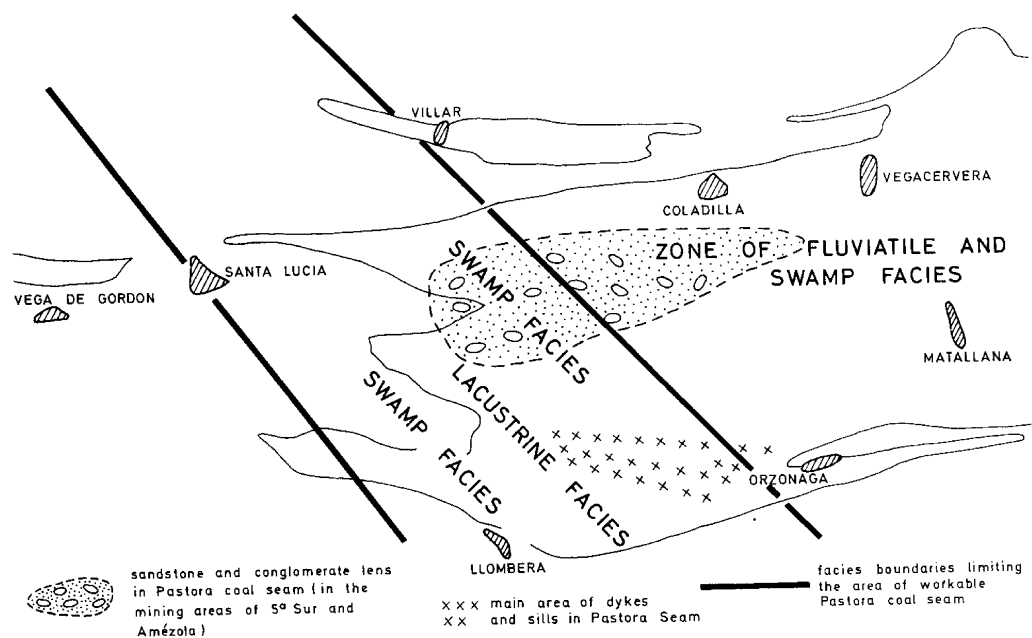 VILLAR
VEGACERVERA
COLADILLA
ZONE OF FLUVIATILE AND
SWAMP FACIES
SWAMP FACIES
SANTA LUCIA
VEGA DE GORDON
MATALLANA
SWAMP FACIES
LACUSTRINE FACIES
ORZONAGA
LLOMBERA
sandstone and conglomerate lens
in Pastora coal seam (in the
mining areas of 5ª Sur and
Amézola)
××× main area of dykes
×× and sills in Pastora Seam
facies boundaries limiting
the area of workable
Pastora coal seam